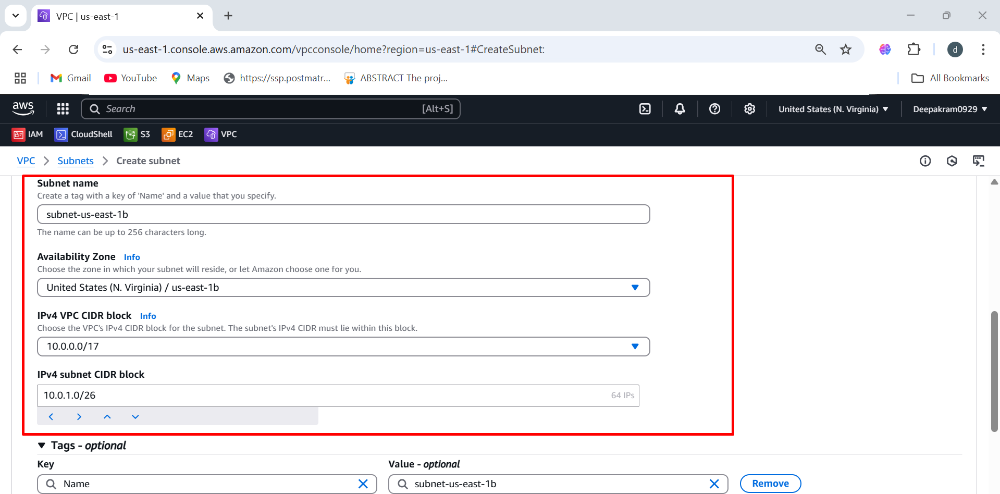 VPC | us-east-1
us-east-1.console.aws.amazon.com/vpcconsole/home?region=us-east-1#CreateSubnet:
d
Gmail YouTube Maps https://ssp.postmatr... ABSTRACT The proj... All Bookmarks
aws Search [Alt+S] United States (N. Virginia) Deepakram0929
IAM CloudShell S3 EC2 VPC
VPC Subnets Create subnet
Subnet name
Create a tag with a key of 'Name' and a value that you specify.
subnet-us-east-1b
The name can be up to 256 characters long.
Availability Zone Info
Choose the zone in which your subnet will reside, or let Amazon choose one for you.
United States (N. Virginia) / us-east-1b
IPv4 VPC CIDR block Info
Choose the VPC's IPv4 CIDR block for the subnet. The subnet's IPv4 CIDR must lie within this block.
10.0.0.0/17
IPv4 subnet CIDR block
10.0.1.0/26 64 IPs
Tags - optional
Key Value - optional
Name subnet-us-east-1b Remove